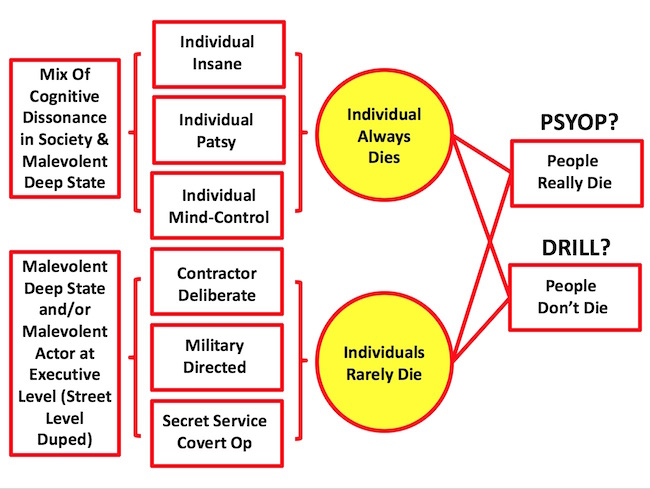 Mix Of
Cognitive
Dissonance
in Society &
Malevolent
Deep State
Individual
Insane
Individual
Patsy
Individual
Mind-Control
Individual
Always
Dies
PSYOP?
People
Really Die
DRILL?
People
Don't Die
Malevolent
Deep State
and/or
Malevolent
Actor at
Executive
Level (Street
Level
Duped)
Contractor
Deliberate
Military
Directed
Secret Service
Covert Op
Individuals
Rarely Die